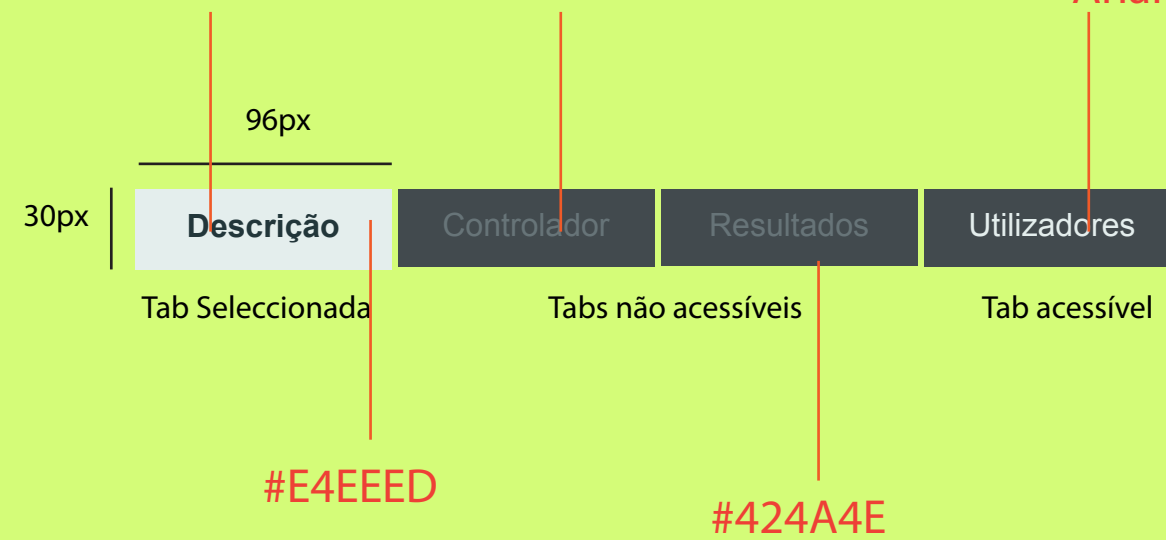 96px
30px
Descrição
Controlador
Resultados
Utilizadores
Tab Seleccionada
Tabs não acessíveis
Tab acessível
#E4EEED
#424A4E